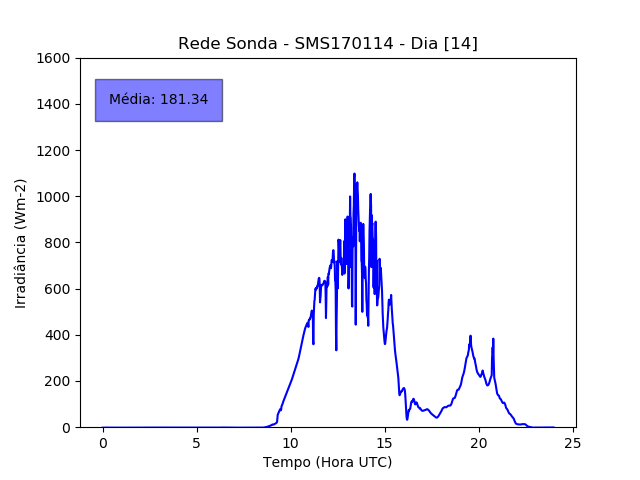 Rede Sonda - SMS170114 - Dia [14]
1600
1400
1200
1000
800
600
400
200
0
Média: 181.34
Irradiância (Wm-2)
0 5 10 15 20 25
Tempo (Hora UTC)